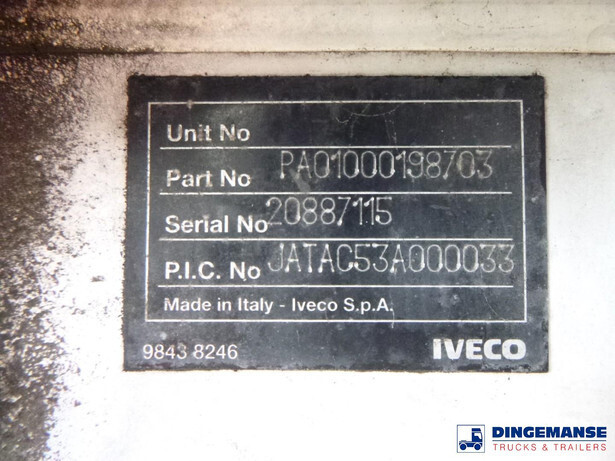 Unit No
Part No PA01000198703
Serial No 20887115
P.I.C. No JATAC53A000033
Made in Italy - Iveco S.p.A.
9843 8246 IVECO
DINGEMANSE
TRUCKS & TRAILERS